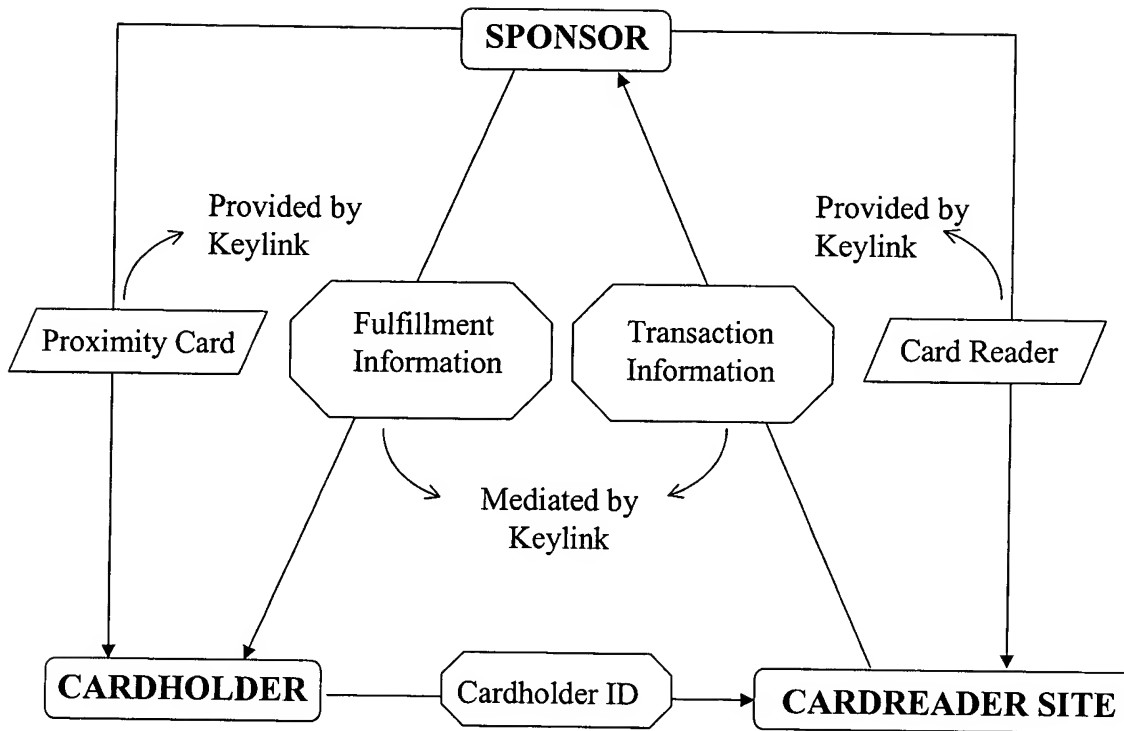 SPONSOR
Provided by
Keylink
Provided by
Keylink
Proximity Card
Fulfillment
Information
Transaction
Information
Card Reader
Mediated by
Keylink
CARDHOLDER
Cardholder ID
CARDREADER SITE